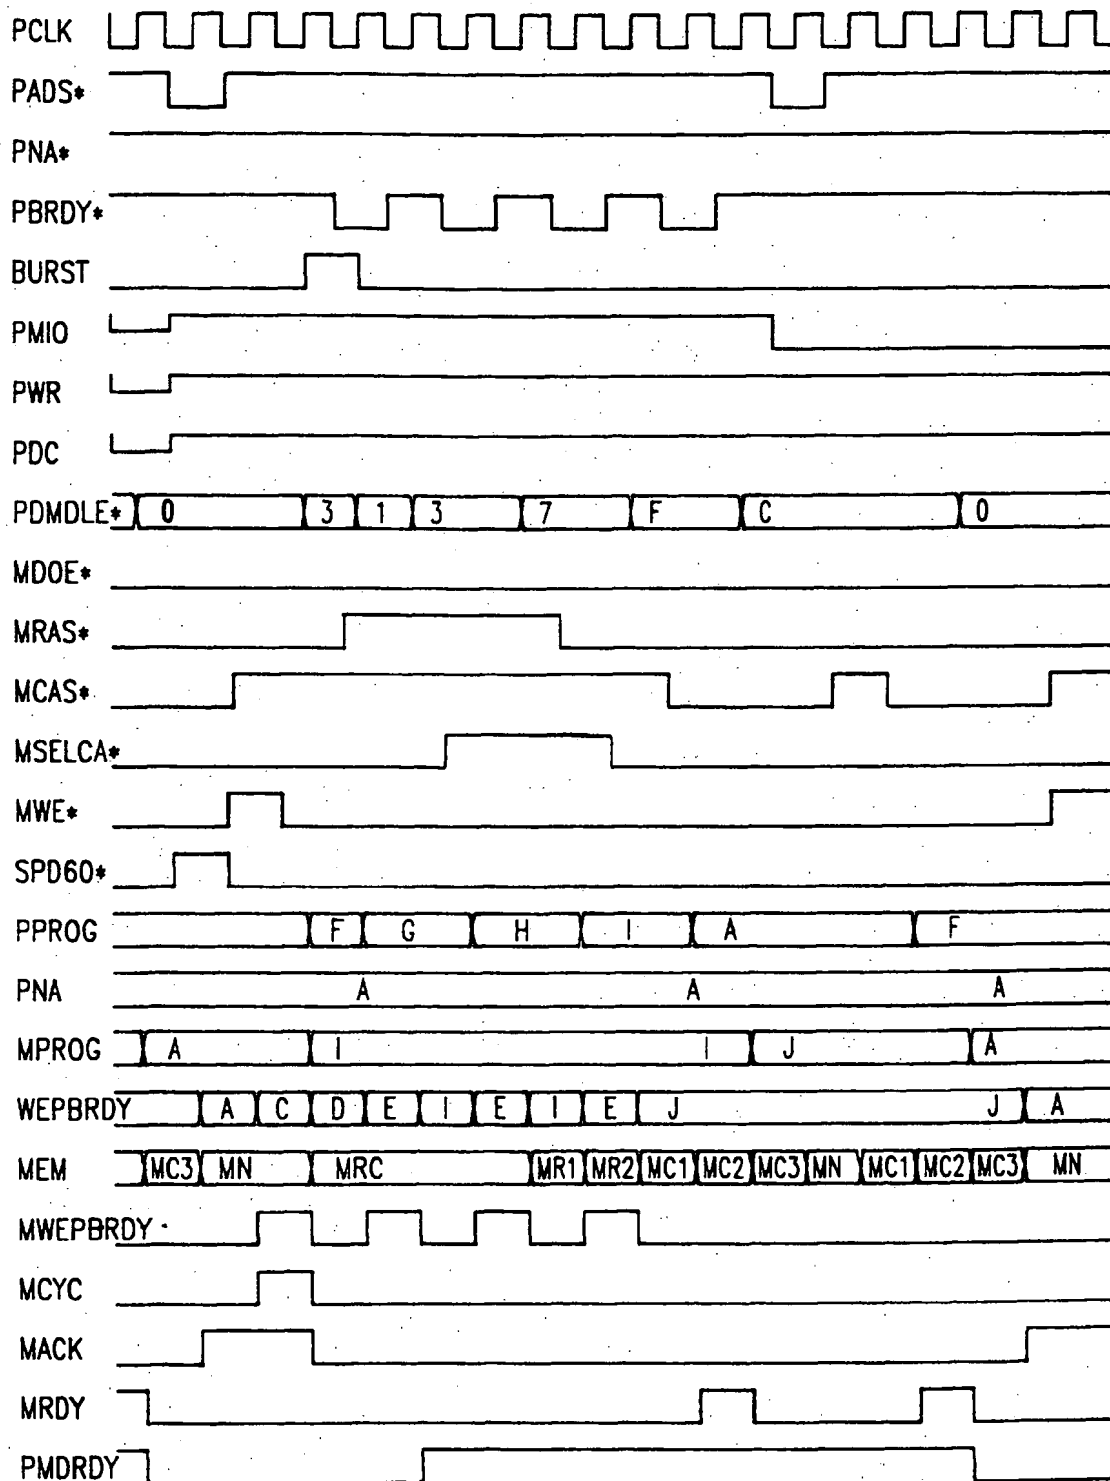 PCLK
PADS*
PNA*
PBRDY*
BURST
PMIO
PWR
PDC
PDMDLE* 0 3 1 3 7 F C 0
MDOE*
MRAS*
MCAS*
MSELCA*
MWE*
SPD60*
PPROG F G H I A F
PNA A A A
MPROG A I I J A
WEPBRDY A C D E I E I E J J A
MEM MC3 MN MRC MR1 MR2 MC1 MC2 MC3 MN MC1 MC2 MC3 MN
MWEPBRDY
MCYC
MACK
MRDY
PMDRDY